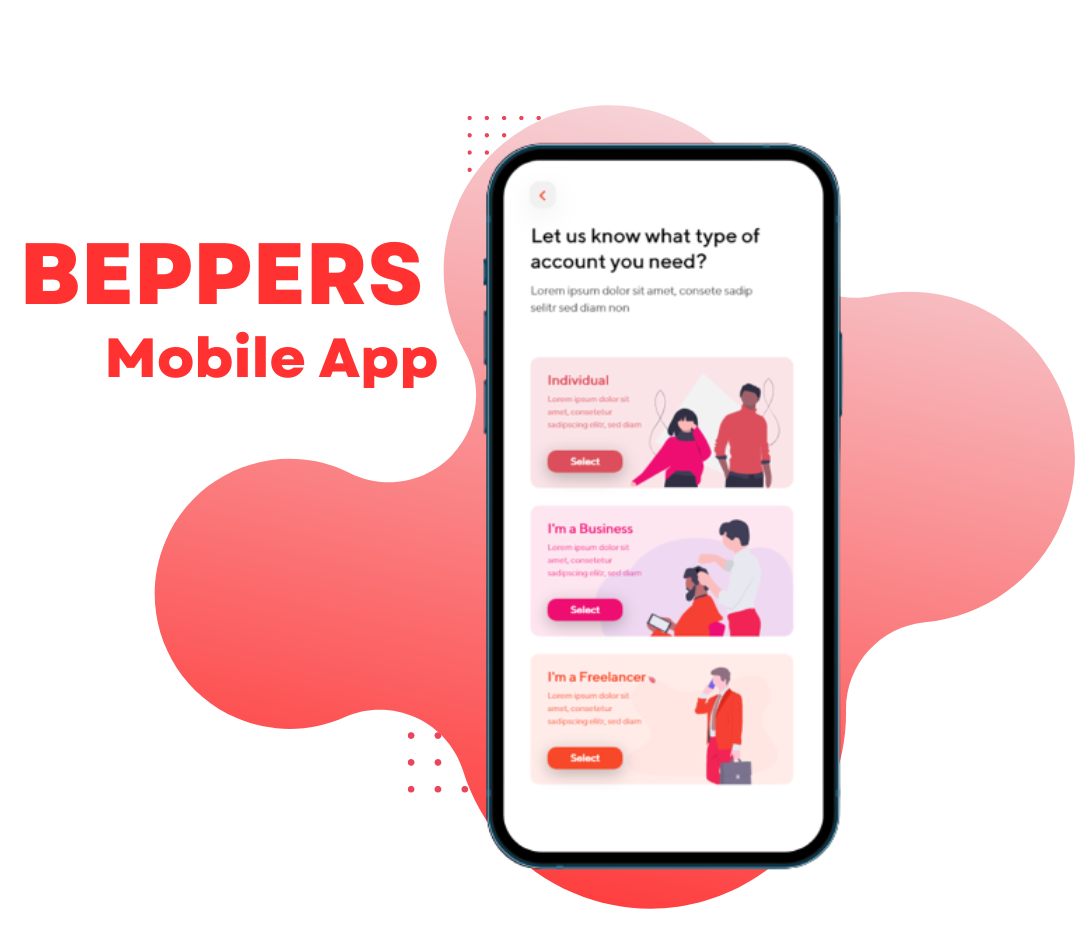 BEPPERS
Mobile App
Let us know what type of
account you need?
Lorem ipsum dolor sit amet, consete sadip
selitr sed diam non
Individual
Lorem ipsum dolor sit
amet, consetetur
sadipscing elitr, sed diam
Select
I'm a Business
Lorem ipsum dolor sit
amet, consetetur
sadipscing elitr, sed diam
Select
I'm a Freelancer
Lorem ipsum dolor sit
amet, consetetur
sadipscing elitr, sed diam
Select